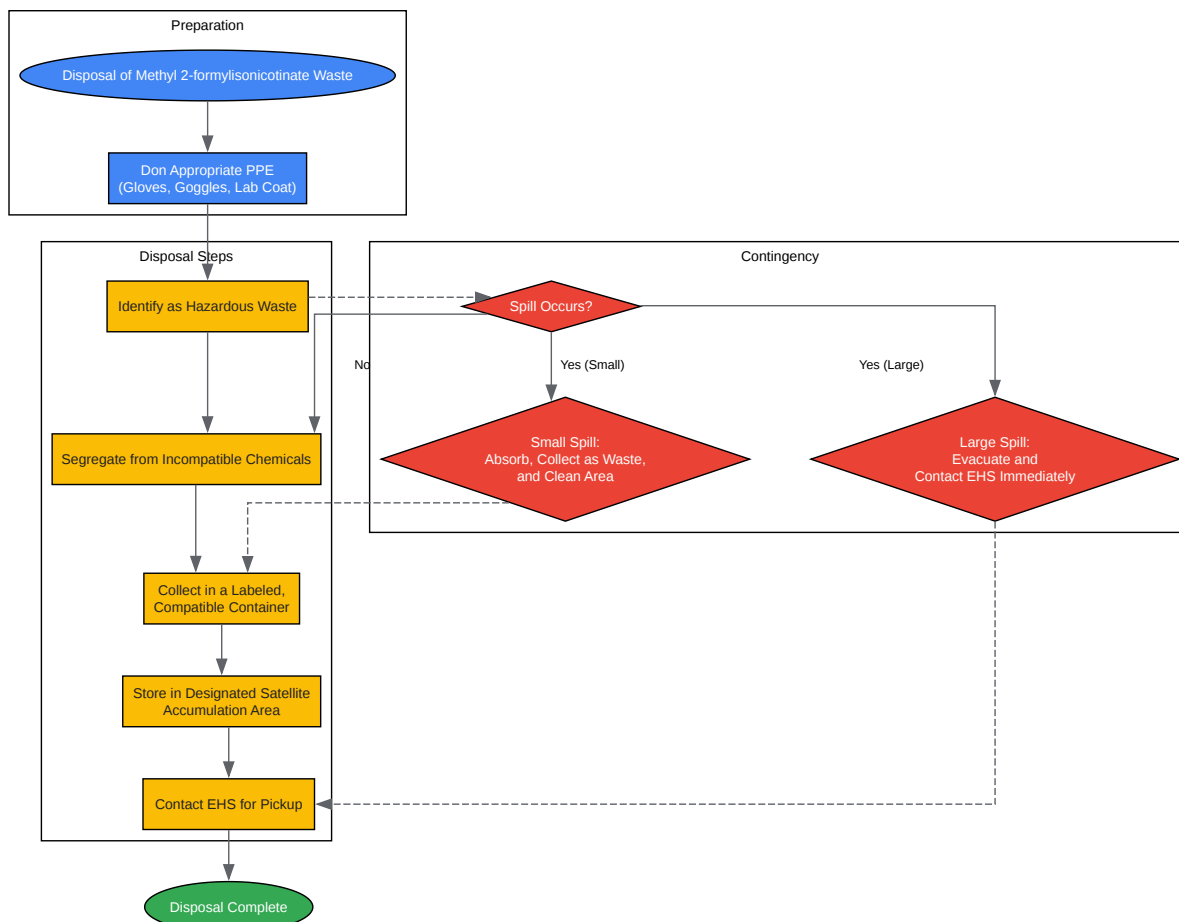 Preparation
Disposal of Methyl 2-formylisonicotinate Waste
Don Appropriate PPE
(Gloves, Goggles, Lab Coat)
Disposal Steps
Contingency
Identify as Hazardous Waste
Spill Occurs?
No
Yes (Small)
Yes (Large)
Segregate from Incompatible Chemicals
Small Spill:
Absorb, Collect as Waste,
and Clean Area
Large Spill:
Evacuate and
Contact EHS Immediately
Collect in a Labeled,
Compatible Container
Store in Designated Satellite
Accumulation Area
Contact EHS for Pickup
Disposal Complete